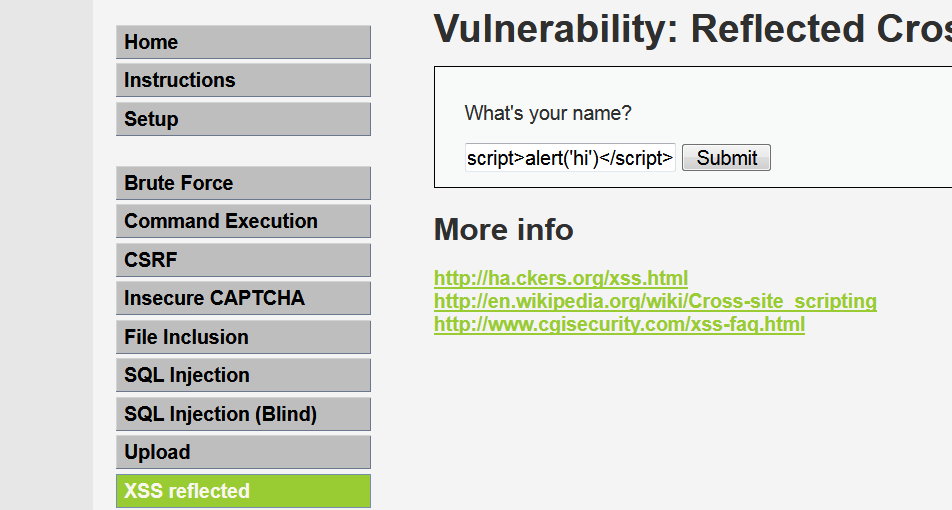 Home
Instructions
Setup
Brute Force
Command Execution
CSRF
Insecure CAPTCHA
File Inclusion
SQL Injection
SQL Injection (Blind)
Upload
XSS reflected
Vulnerability: Reflected Cros
What's your name?
script>alert('hi')</script> Submit
More info
http://ha.ckers.org/xss.html
http://en.wikipedia.org/wiki/Cross-site_scripting
http://www.cgisecurity.com/xss-faq.html